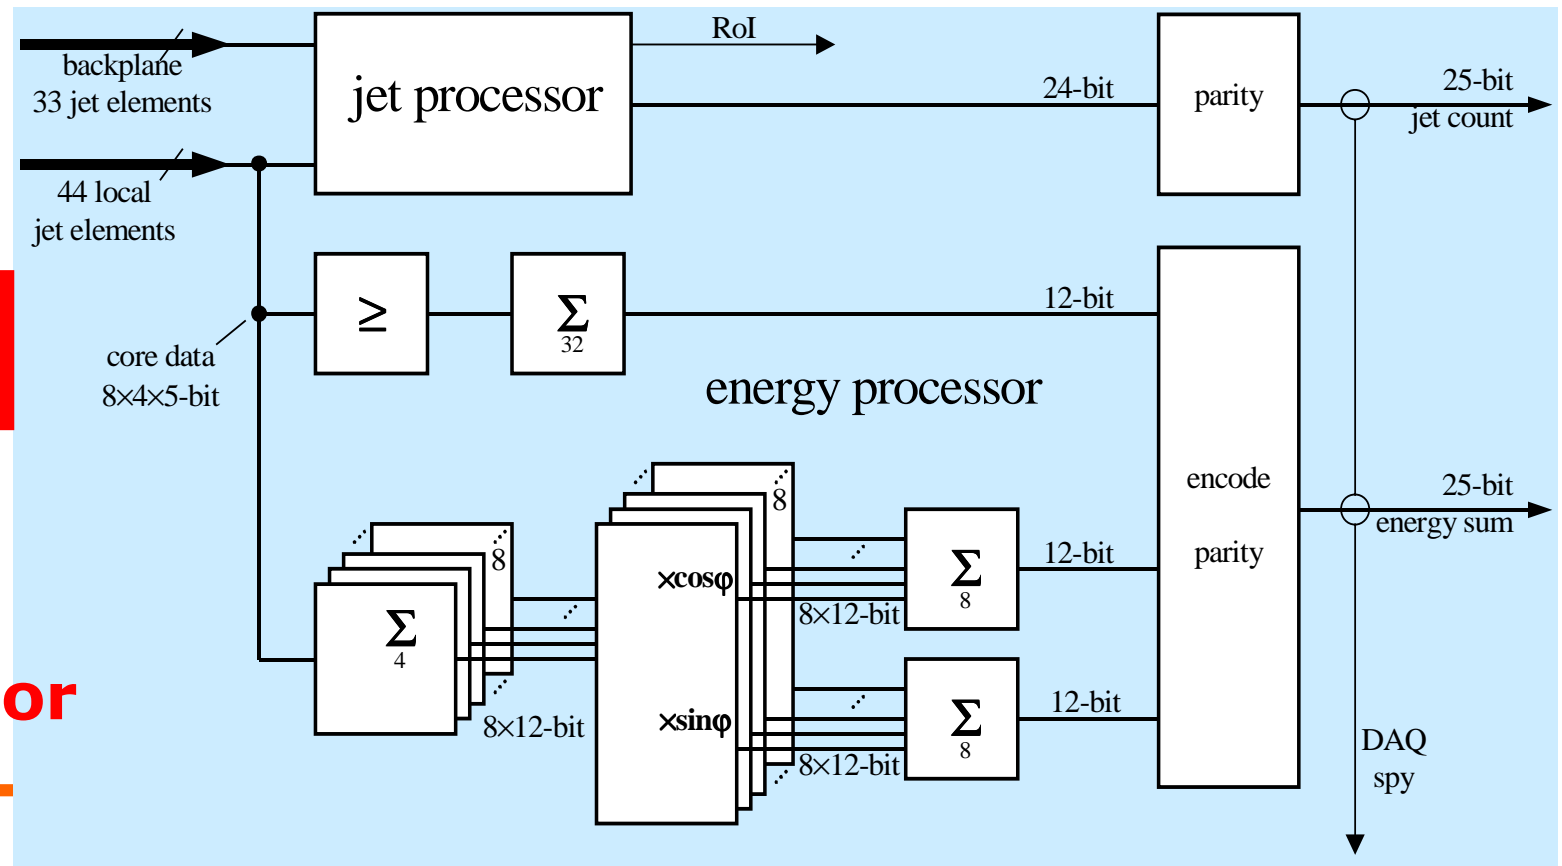 RoI
backplane
33 jet elements
jet processor
24-bit
parity
25-bit
jet count
44 local
jet elements
≥
Σ
32
12-bit
core data
8×4×5-bit
energy processor
encode
parity
25-bit
energy sum
8
Σ
4
8×12-bit
8
×cosφ
×sinφ
8×12-bit
Σ
8
12-bit
8×12-bit
Σ
8
12-bit
DAQ
spy
or